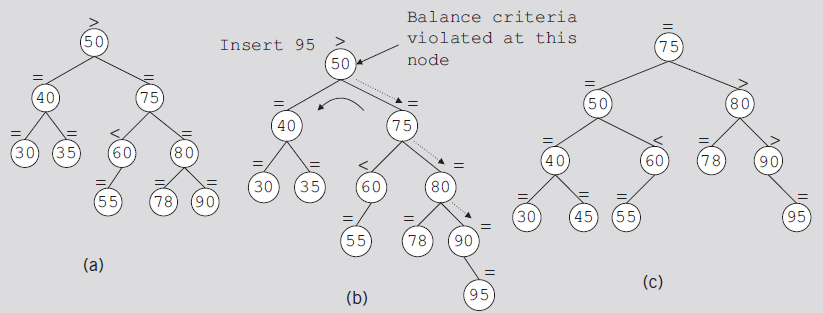 >
50
= =
40 75
= = < =
30 35 60 80
= = =
55 78 90
(a)
Insert 95 >
50
Balance criteria
violated at this
node
= =
40 75
= = < =
30 35 60 80
= = =
55 78 90
=
95
(b)
=
75
= >
50 80
= < = >
40 60 78 90
= = = =
30 45 55 95
(c)